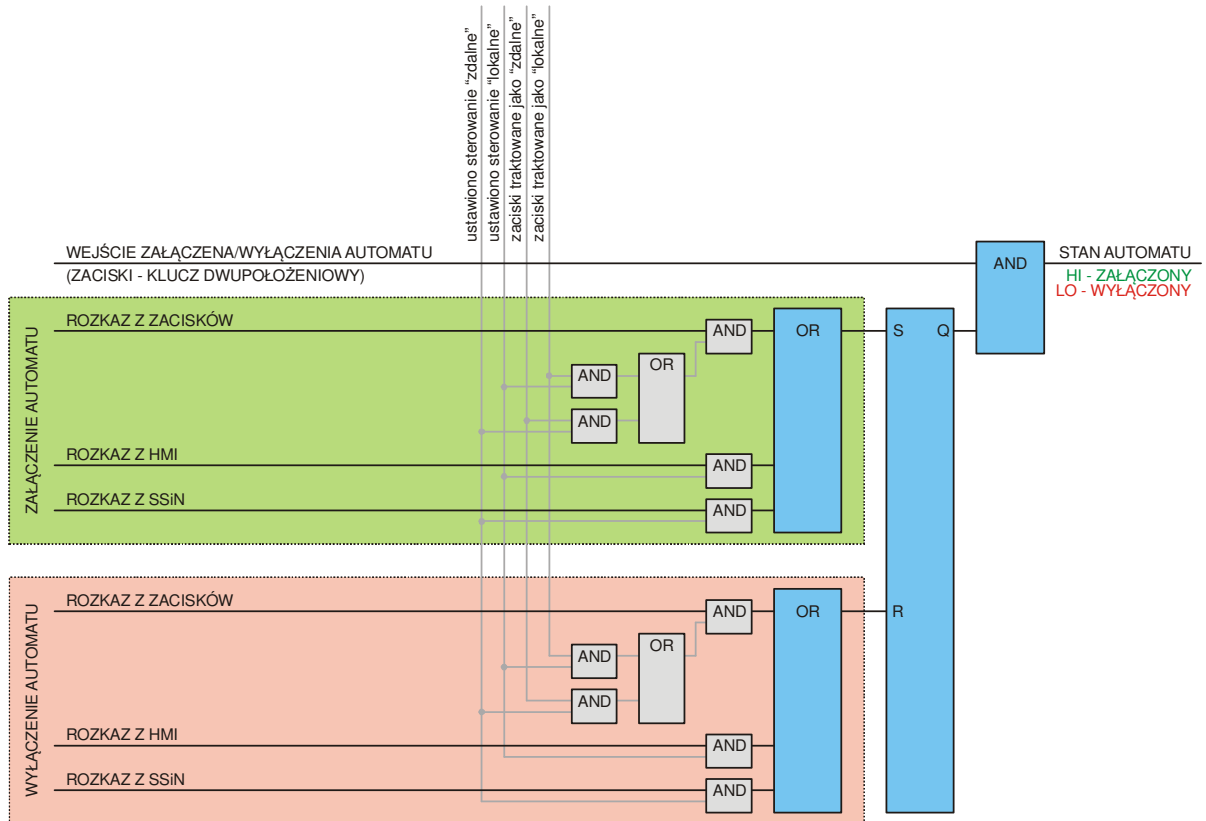 ustawiono sterowanie “zdalne”
ustawiono sterowanie “lokalne”
zaciski traktowane jako “zdalne”
zaciski traktowane jako “lokalne”
WEJŚCIE ZAŁĄCZENA/WYŁĄCZENIA AUTOMATU
(ZACISKI - KLUCZ DWUPOŁOŻENIOWY)
AND
STAN AUTOMATU
HI - ZAŁĄCZONY
LO - WYŁĄCZONY
ZAŁĄCZENIE AUTOMATU
ROZKAZ Z ZACISKÓW
AND
OR
S
Q
AND
OR
AND
ROZKAZ Z HMI
AND
ROZKAZ Z SSiN
AND
WYŁĄCZENIE AUTOMATU
ROZKAZ Z ZACISKÓW
AND
OR
R
AND
OR
AND
ROZKAZ Z HMI
AND
ROZKAZ Z SSiN
AND